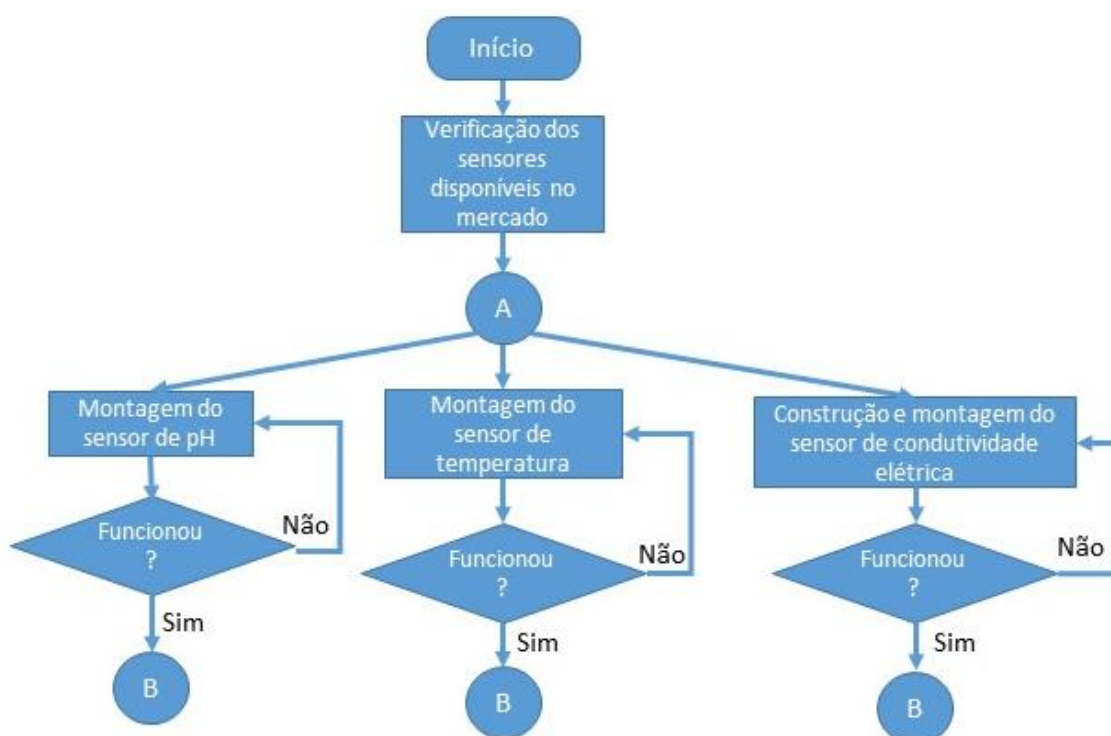 Início
Verificação dos
sensores
disponíveis no
mercado
A
Montagem do
sensor de pH
Funcionou
?
Não
Sim
B
Montagem do
sensor de
temperatura
Funcionou
?
Não
Sim
B
Construção e montagem do
sensor de condutividade
elétrica
Funcionou
?
Não
Sim
B